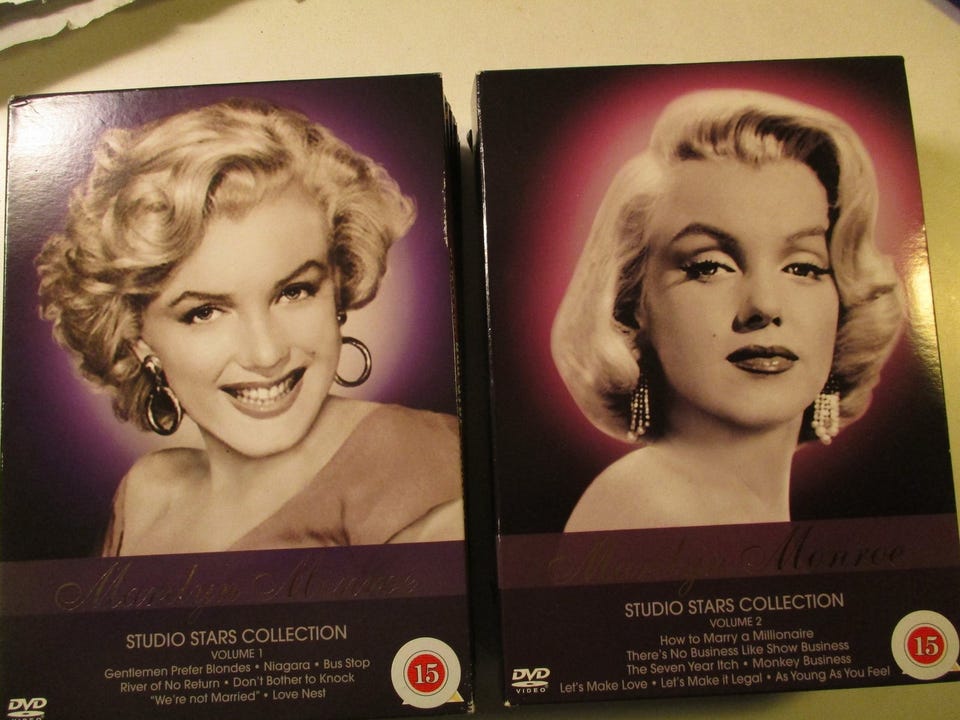 Marilyn Monroe
STUDIO STARS COLLECTION
VOLUME 1
Gentlemen Prefer Blondes • Niagara • Bus Stop
River of No Return • Don't Bother to Knock
"We're not Married" • Love Nest
DVD
VIDEO
15
Marilyn Monroe
STUDIO STARS COLLECTION
VOLUME 2
How to Marry a Millionaire
There's No Business Like Show Business
The Seven Year Itch • Monkey Business
Let's Make Love • Let's Make it Legal • As Young As You Feel
DVD
VIDEO
15